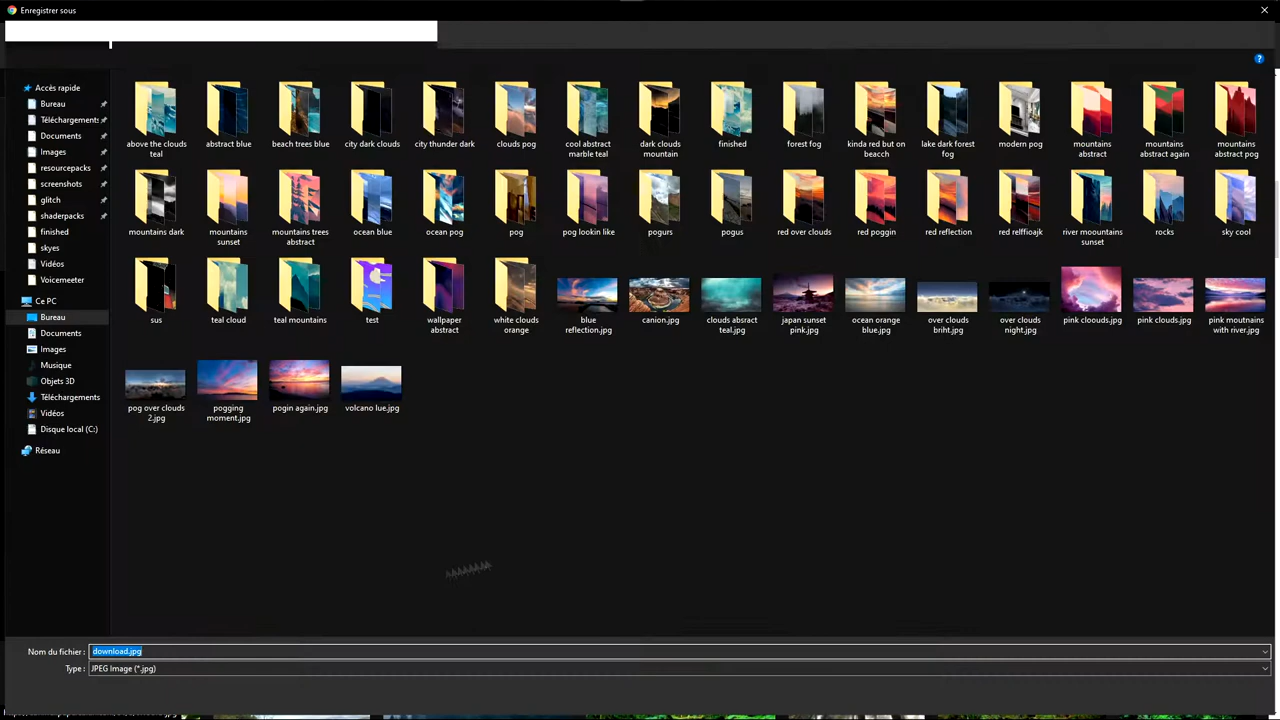 Enregistrer sous
Accès rapide
Bureau
Téléchargements
Documents
Images
resourcepacks
screenshots
glitch
shaderpacks
finished
skyes
Vidéos
Voicemeeter
Ce PC
Bureau
Documents
Images
Musique
Objets 3D
Téléchargements
Vidéos
Disque local (C:)
Réseau
above the clouds
teal
abstract blue
beach trees blue
city dark clouds
city thunder dark
clouds pog
cool abstract
marble teal
dark clouds
mountain
finished
forest fog
kinda red but on
beacch
lake dark forest
fog
modern pog
mountains
abstract
mountains
abstract again
mountains
abstract pog
mountains dark
mountains
sunset
mountains trees
abstract
ocean blue
ocean pog
pog
pog lookin like
pogurs
pogus
red over clouds
red poggin
red reflection
red relffioajk
river moountains
sunset
rocks
sky cool
sus
teal cloud
teal mountains
test
wallpaper
abstract
white clouds
orange
blue
reflection.jpg
canion.jpg
clouds absract
teal.jpg
japan sunset
pink.jpg
ocean orange
blue.jpg
over clouds
briht.jpg
over clouds
night.jpg
pink cloouds.jpg
pink clouds.jpg
pink moutnains
with river.jpg
pog over clouds
2.jpg
pogging
moment.jpg
pogin again.jpg
volcano lue.jpg
Nom du fichier : download.jpg
Type : JPEG Image (*.jpg)